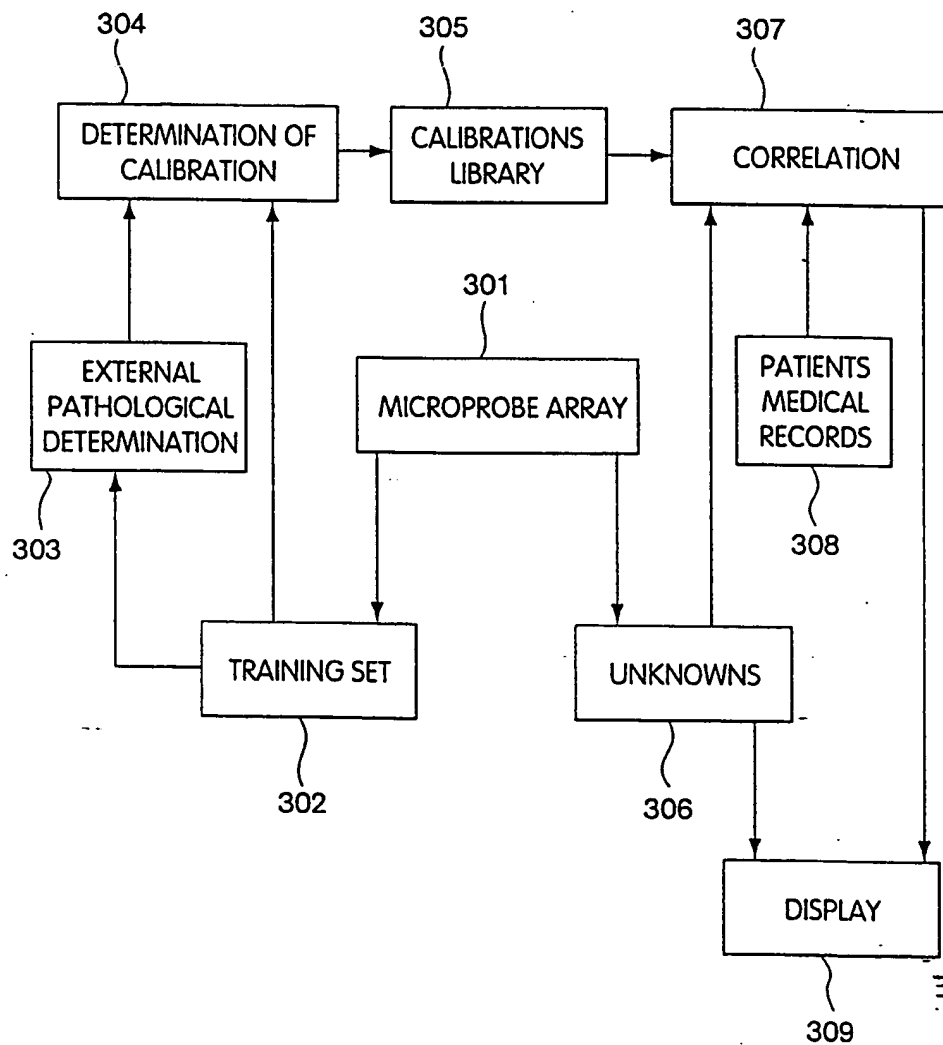 304
305
307
DETERMINATION OF
CALIBRATION
CALIBRATIONS
LIBRARY
CORRELATION
301
EXTERNAL
PATHOLOGICAL
DETERMINATION
MICROPROBE ARRAY
PATIENTS
MEDICAL
RECORDS
303
308
TRAINING SET
UNKNOWNS
302
306
DISPLAY
309